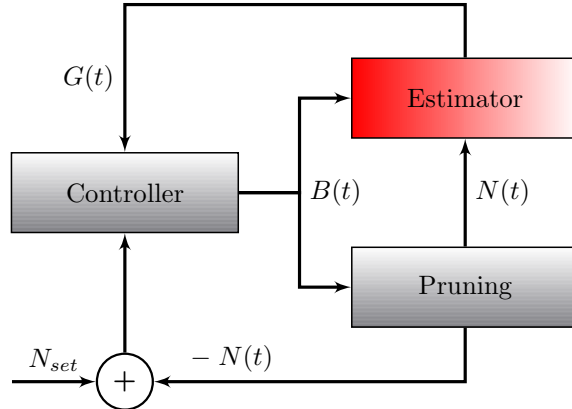 G(t)
Estimator
Controller
B(t)
N(t)
Pruning
N_{set}
− N(t)
+